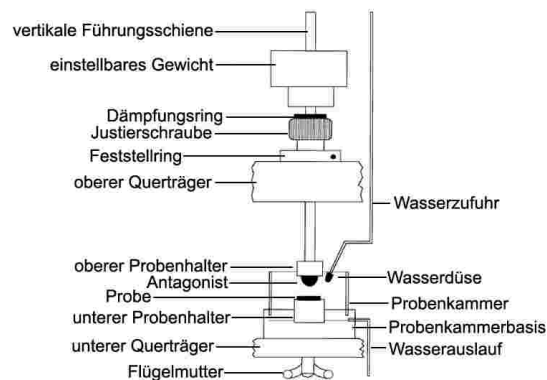 vertikale Führungsschiene
einstellbares Gewicht
Dämpfungsring
Justierschraube
Feststellring
oberer Querträger
Wasserzufuhr
oberer Probenhalter
Wasserdüse
Antagonist
Probe
Probenkammer
unterer Probenhalter
Probenkammerbasis
unterer Querträger
Wasserauslauf
Flügelmutter